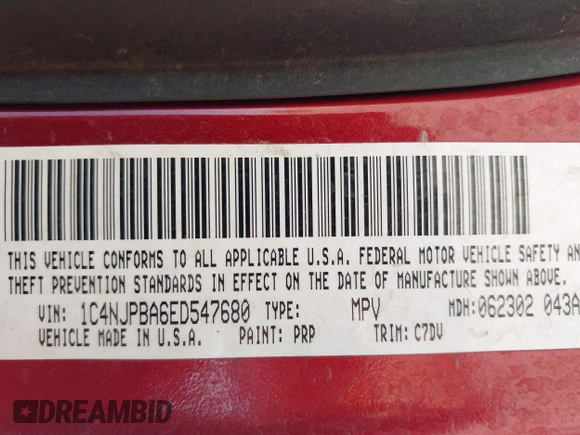 THIS VEHICLE CONFORMS TO ALL APPLICABLE U.S.A. FEDERAL MOTOR VEHICLE SAFETY AN
THEFT PREVENTION STANDARDS IN EFFECT ON THE DATE OF MANUFACTURE SHOWN ABOVE.
VIN: 1C4NJPBA6ED547680 TYPE: MPV MDH: 062302 043A
VEHICLE MADE IN U.S.A. PAINT: PRP TRIM: C7DV
DREAMBID